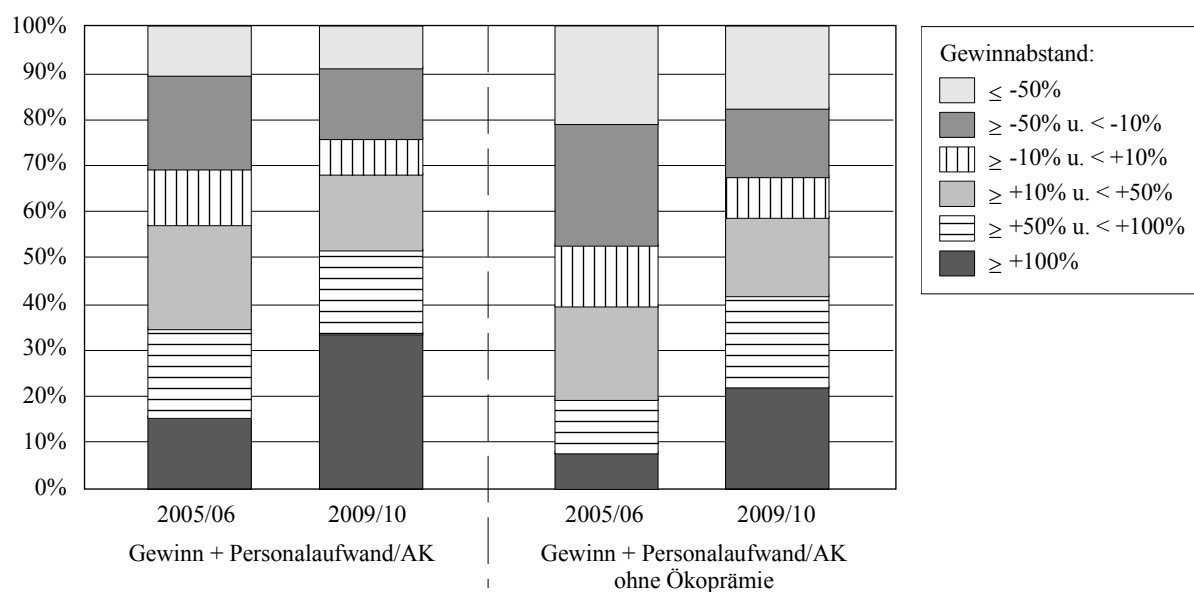 100%
90%
80%
70%
60%
50%
40%
30%
20%
10%
0%
2005/06
2009/10
2005/06
2009/10
Gewinn + Personalaufwand/AK
Gewinn + Personalaufwand/AK
ohne Ökoprämie
Gewinnabstand:
≤ -50%
≥ -50% u. < -10%
≥ -10% u. < +10%
≥ +10% u. < +50%
≥ +50% u. < +100%
≥ +100%